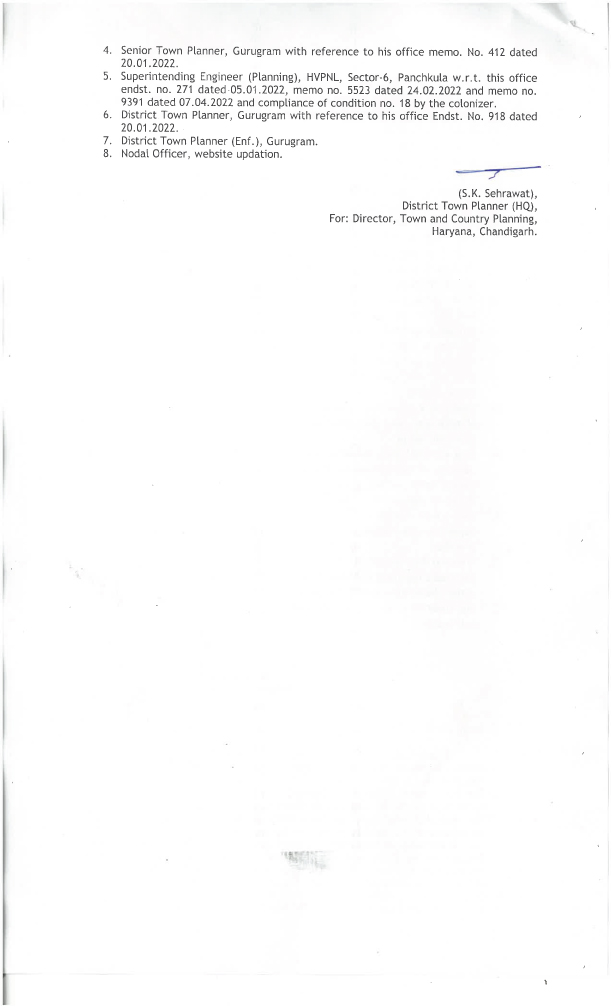 4. Senior Town Planner, Gurugram with reference to his office memo. No. 412 dated
20.01.2022.
5. Superintending Engineer (Planning), HVPNL, Sector-6, Panchkula w.r.t. this office
endst. no. 271 dated 05.01.2022, memo no. 5523 dated 24.02.2022 and memo no.
9391 dated 07.04.2022 and compliance of condition no. 18 by the colonizer.
6. District Town Planner, Gurugram with reference to his office Endst. No. 918 dated
20.01.2022.
7. District Town Planner (Enf.), Gurugram.
8. Nodal Officer, website updation.
(S.K. Sehrawat),
District Town Planner (HQ),
For: Director, Town and Country Planning,
Haryana, Chandigarh.